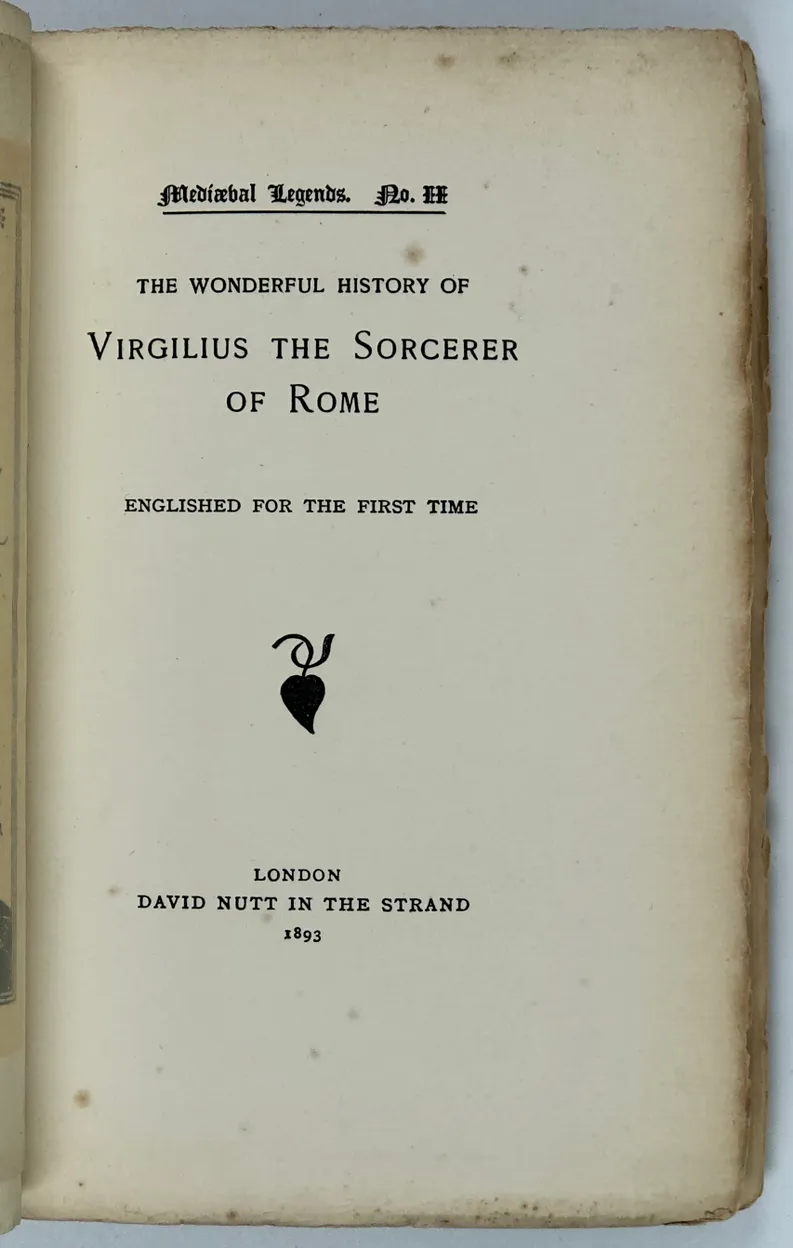 Mediæval Legends. No. II
THE WONDERFUL HISTORY OF
VIRGILIUS THE SORCERER
OF ROME
ENGLISHED FOR THE FIRST TIME
LONDON
DAVID NUTT IN THE STRAND
1893